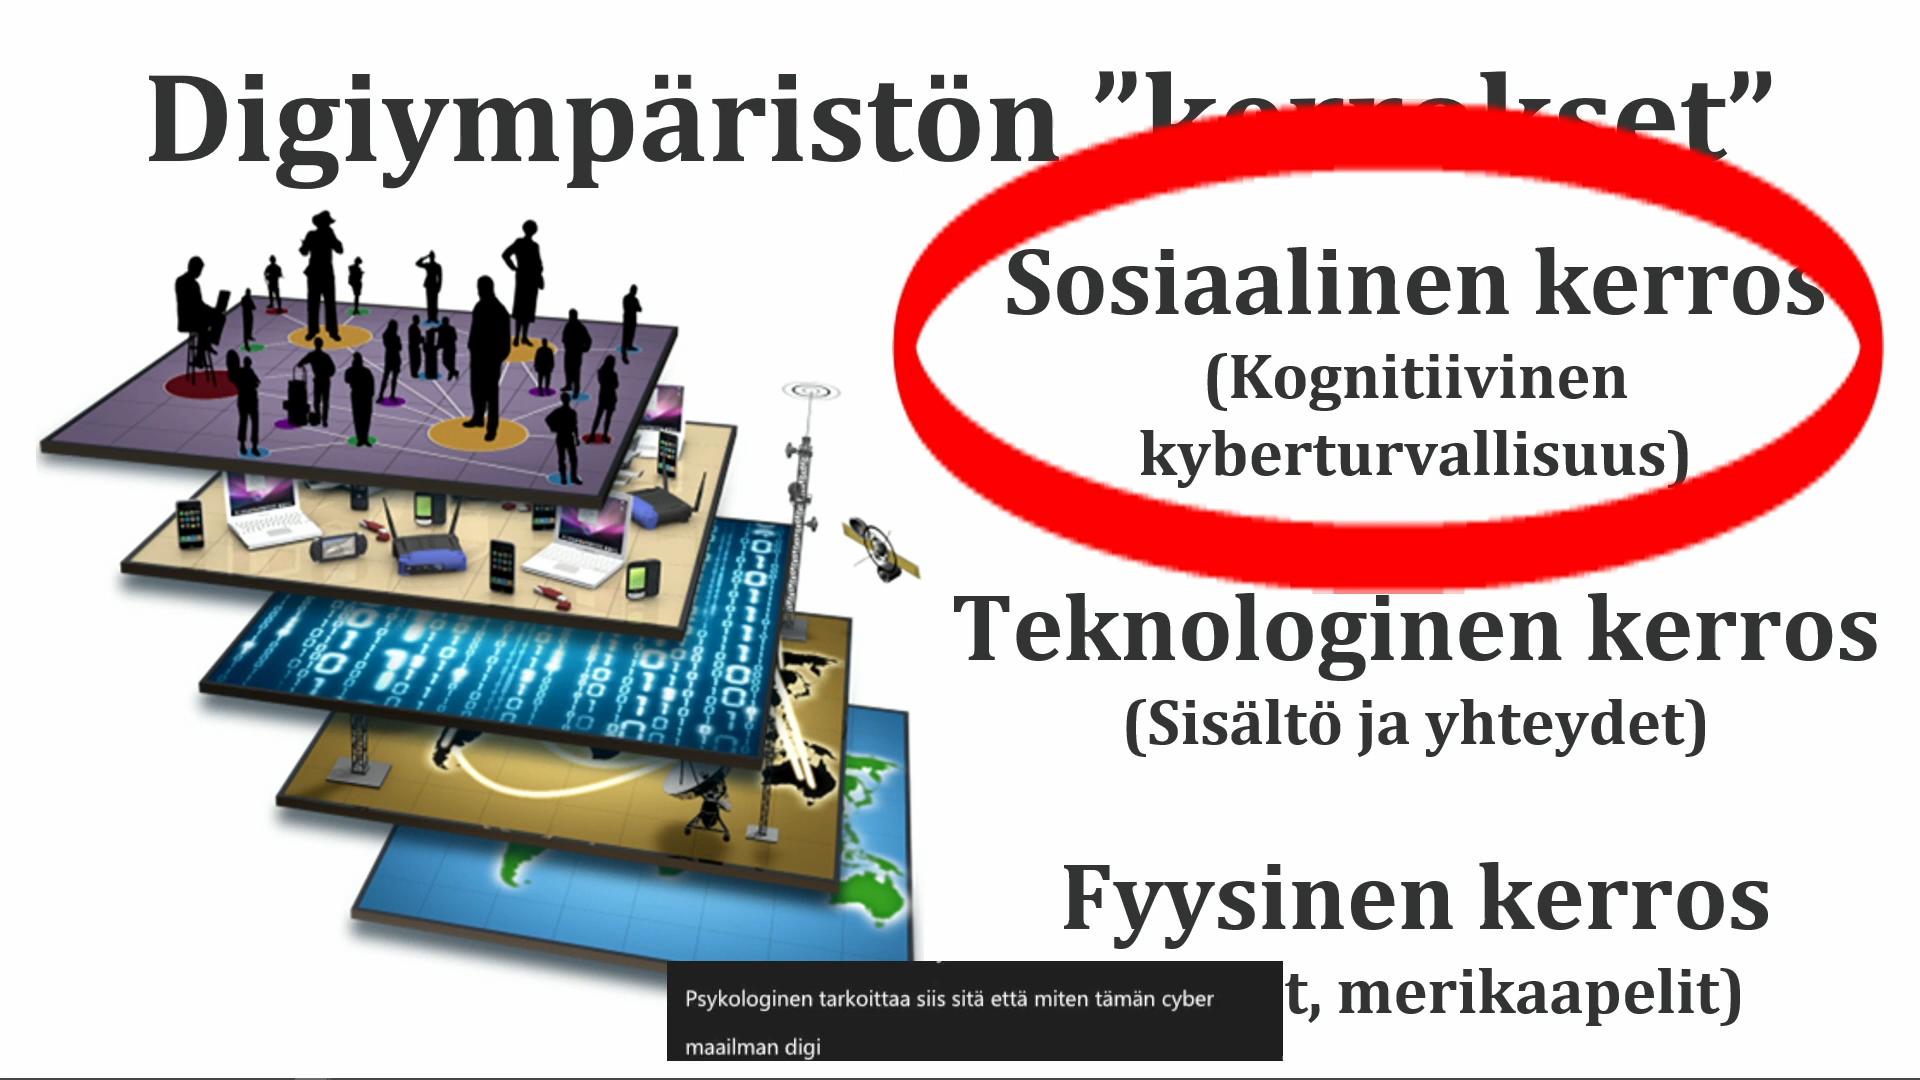 Digiympäristön ”kerrokset”
Sosiaalinen kerros
(Kognitiivinen
kyberturvallisuus)
Teknologinen kerros
(Sisältö ja yhteydet)
Fyysinen kerros
t, merikaapelit)
Psykologinen tarkoittaa siis sitä että miten tämän cyber
maailman digi